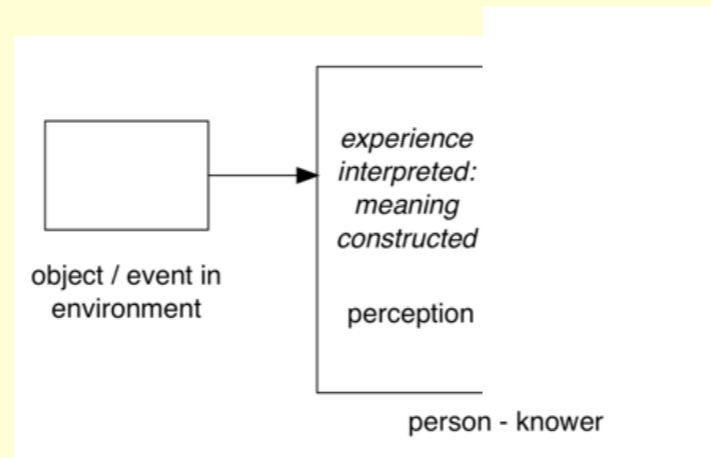 experience
interpreted:
meaning
constructed
object / event in
environment
perception
person - knower